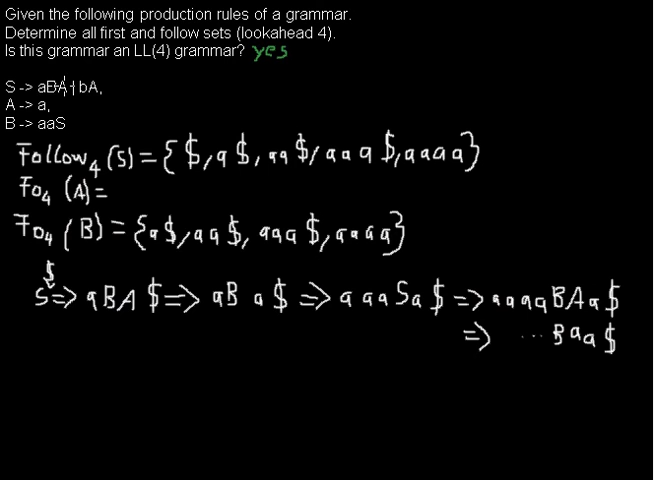 Given the following production rules of a grammar.
Determine all first and follow sets (lookahead 4).
Is this grammar an LL(4) grammar? yes
S -> aBA | bA,
A -> a,
B -> aaS
Follow₄(S) = {$, a$, aa$, aaa$, aaaa}
Fo₄(A) =
Fo₄(B) = {a$, aa$, aaa$, aaaa}
S$ => aBA$ => aBa$ => aaaSa$ => aaaaBAa$
=> ...Baa$